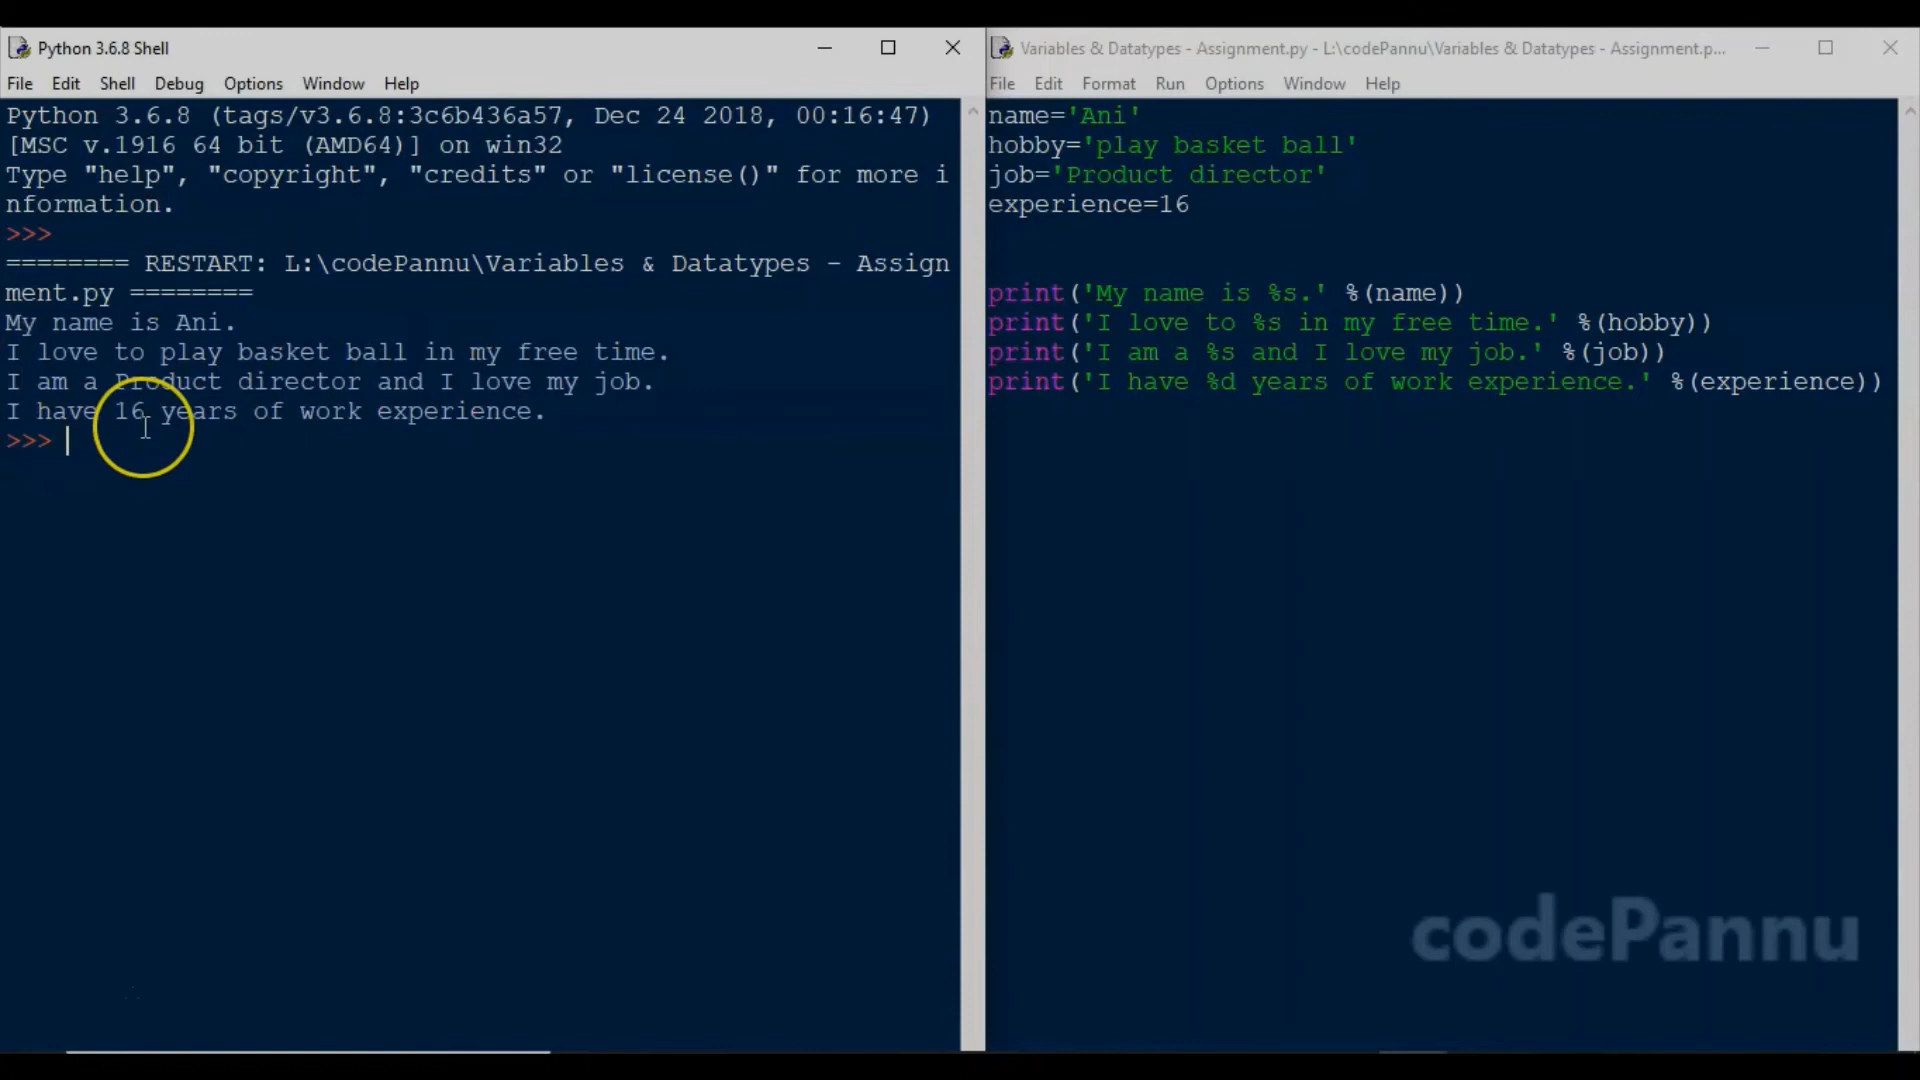 Python 3.6.8 Shell
File Edit Shell Debug Options Window Help
Python 3.6.8 (tags/v3.6.8:3c6b436a57, Dec 24 2018, 00:16:47)
[MSC v.1916 64 bit (AMD64)] on win32
Type "help", "copyright", "credits" or "license()" for more i
nformation.
>>>
======== RESTART: L:\codePannu\Variables & Datatypes - Assign
ment.py ========
My name is Ani.
I love to play basket ball in my free time.
I am a Product director and I love my job.
I have 16 years of work experience.
>>>
Variables & Datatypes - Assignment.py - L:\codePannu\Variables & Datatypes - Assignment.p...
File Edit Format Run Options Window Help
name='Ani'
hobby='play basket ball'
job='Product director'
experience=16
print('My name is %s.' %(name))
print('I love to %s in my free time.' %(hobby))
print('I am a %s and I love my job.' %(job))
print('I have %d years of work experience.' %(experience))
codePannu